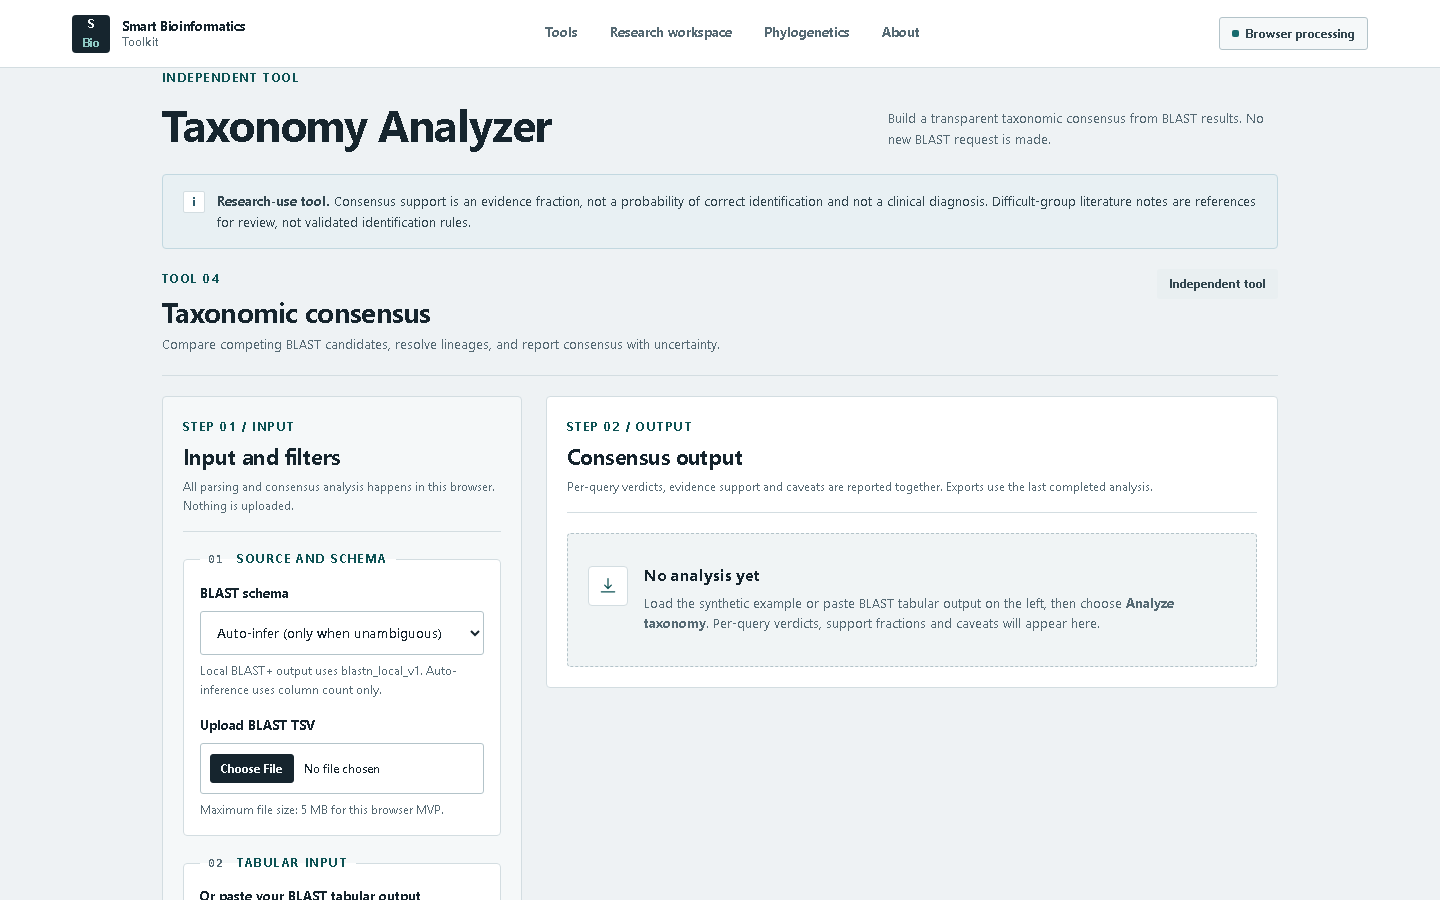 S
Bio
Smart Bioinformatics
Toolkit
Tools
Research workspace
Phylogenetics
About
Browser processing
INDEPENDENT TOOL
Taxonomy Analyzer
Build a transparent taxonomic consensus from BLAST results. No
new BLAST request is made.
i
Research-use tool. Consensus support is an evidence fraction, not a probability of correct identification and not a clinical diagnosis. Difficult-group literature notes are references
for review, not validated identification rules.
TOOL 04
Independent tool
Taxonomic consensus
Compare competing BLAST candidates, resolve lineages, and report consensus with uncertainty.
STEP 01 / INPUT
Input and filters
All parsing and consensus analysis happens in this browser.
Nothing is uploaded.
01 SOURCE AND SCHEMA
BLAST schema
Auto-infer (only when unambiguous)
Local BLAST+ output uses blastn_local_v1. Auto-
inference uses column count only.
Upload BLAST TSV
Choose File No file chosen
Maximum file size: 5 MB for this browser MVP.
02 TABULAR INPUT
Or paste your BLAST tabular output
STEP 02 / OUTPUT
Consensus output
Per-query verdicts, evidence support and caveats are reported together. Exports use the last completed analysis.
No analysis yet
Load the synthetic example or paste BLAST tabular output on the left, then choose Analyze
taxonomy. Per-query verdicts, support fractions and caveats will appear here.